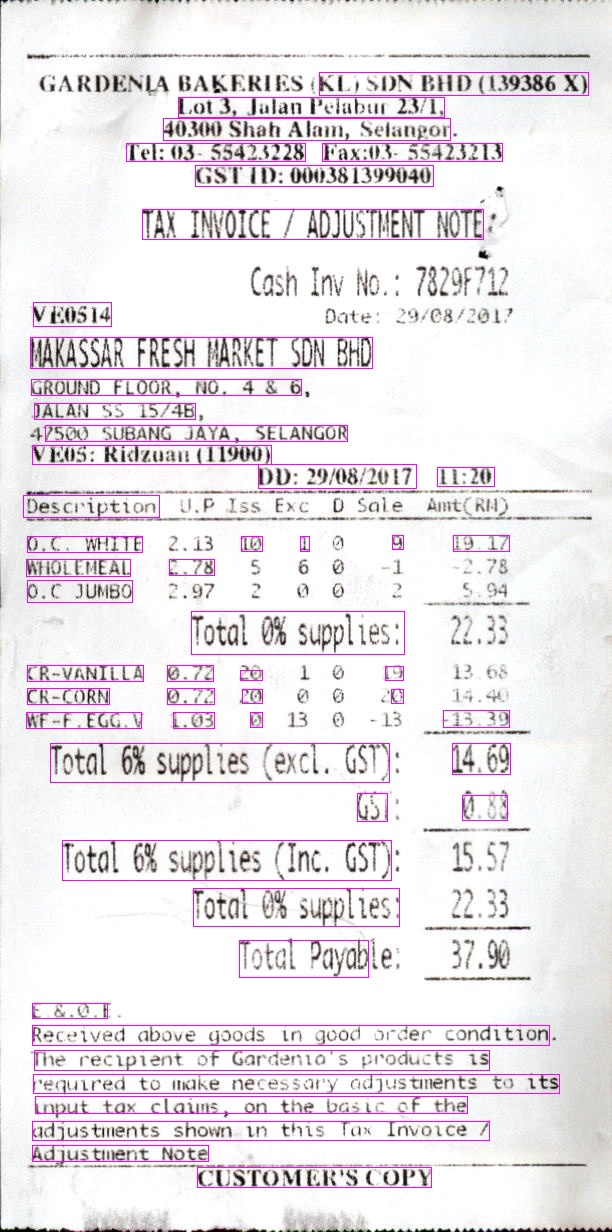 GARDENIA BAKERIES (KL) SDN BHD (139386 X)
Lot 3, Jalan Pelabur 23/1,
40300 Shah Alam, Selangor.
Tel: 03- 55423228 Fax:03- 55423213
GST ID: 000381399040
TAX INVOICE / ADJUSTMENT NOTE:
Cash Inv No.: 7829F712
VE0514 Date: 29/08/2017
MAKASSAR FRESH MARKET SDN BHD
GROUND FLOOR, NO. 4 & 6,
JALAN SS 15/4B,
47500 SUBANG JAYA, SELANGOR
VE05: Ridzuan (11900)
DD: 29/08/2017 11:20
Description U.P Iss Exc D Sale Amt(RM)
O.C. WHITE 2.13 10 1 0 9 19.17
WHOLEMEAL 2.78 5 6 0 -1 -2.78
O.C JUMBO 2.97 2 0 0 2 5.94
Total 0% supplies: 22.33
CR-VANILLA 0.72 20 1 0 19 13.68
CR-CORN 0.72 20 0 0 20 14.40
WF-F.EGG.V 1.03 0 13 0 -13 -13.39
Total 6% supplies (excl. GST): 14.69
GST: 0.88
Total 6% supplies (Inc. GST): 15.57
Total 0% supplies: 22.33
Total Payable: 37.90
E.&.O.E.
Received above goods in good order condition.
The recipient of Gardenia's products is
required to make necessary adjustments to its
input tax claims, on the basic of the
adjustments shown in this Tax Invoice /
Adjustment Note
CUSTOMER'S COPY